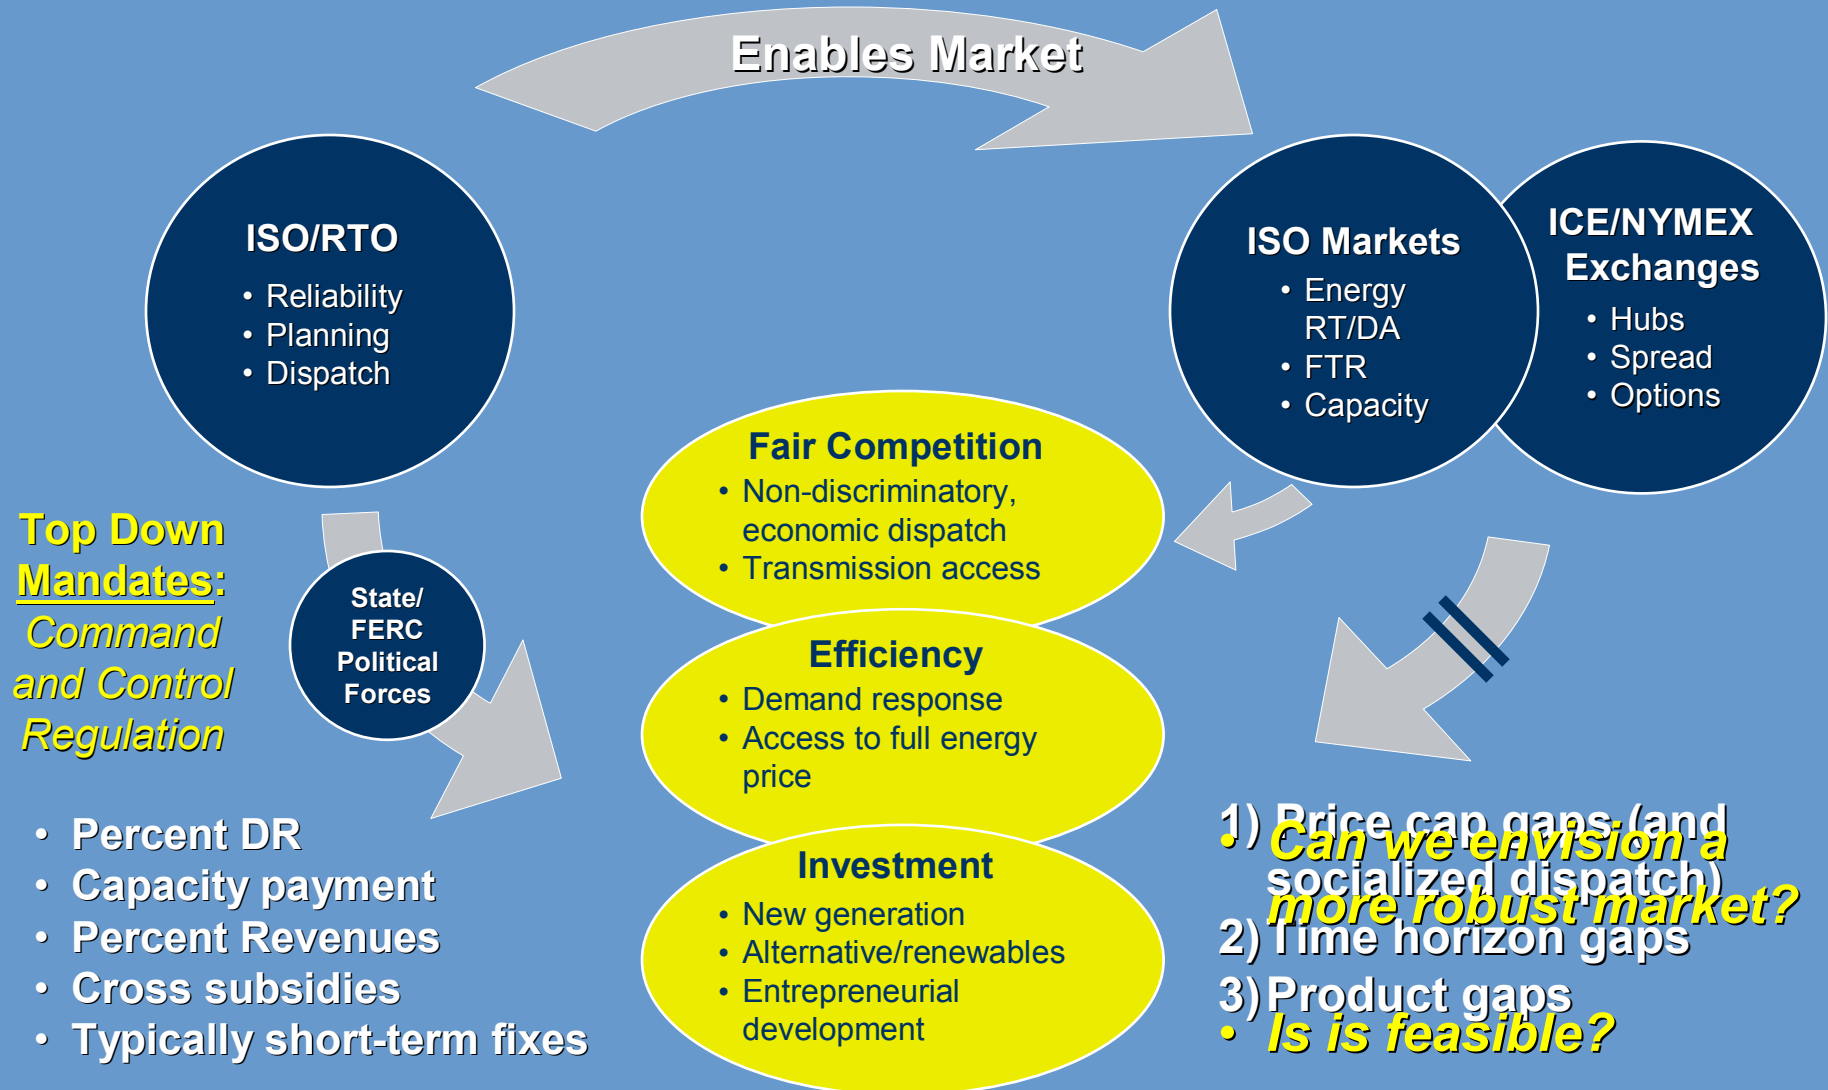 Enables Market
ISO/RTO
• Reliability
• Planning
• Dispatch
ISO Markets
• Energy
RT/DA
• FTR
• Capacity
ICE/NYMEX
Exchanges
• Hubs
• Spread
• Options
Top Down
Mandates:
Command
and Control
Regulation
State/
FERC
Political
Forces
• Percent DR
• Capacity payment
• Percent Revenues
• Cross subsidies
• Typically short-term fixes
Fair Competition
• Non-discriminatory,
economic dispatch
• Transmission access
Efficiency
• Demand response
• Access to full energy
price
Investment
• New generation
• Alternative/renewables
• Entrepreneurial
development
1) Price cap gaps (and
socialized dispatch)
2) Time horizon gaps
3) Product gaps
• Can we envision a
more robust market?
• Is is feasible?